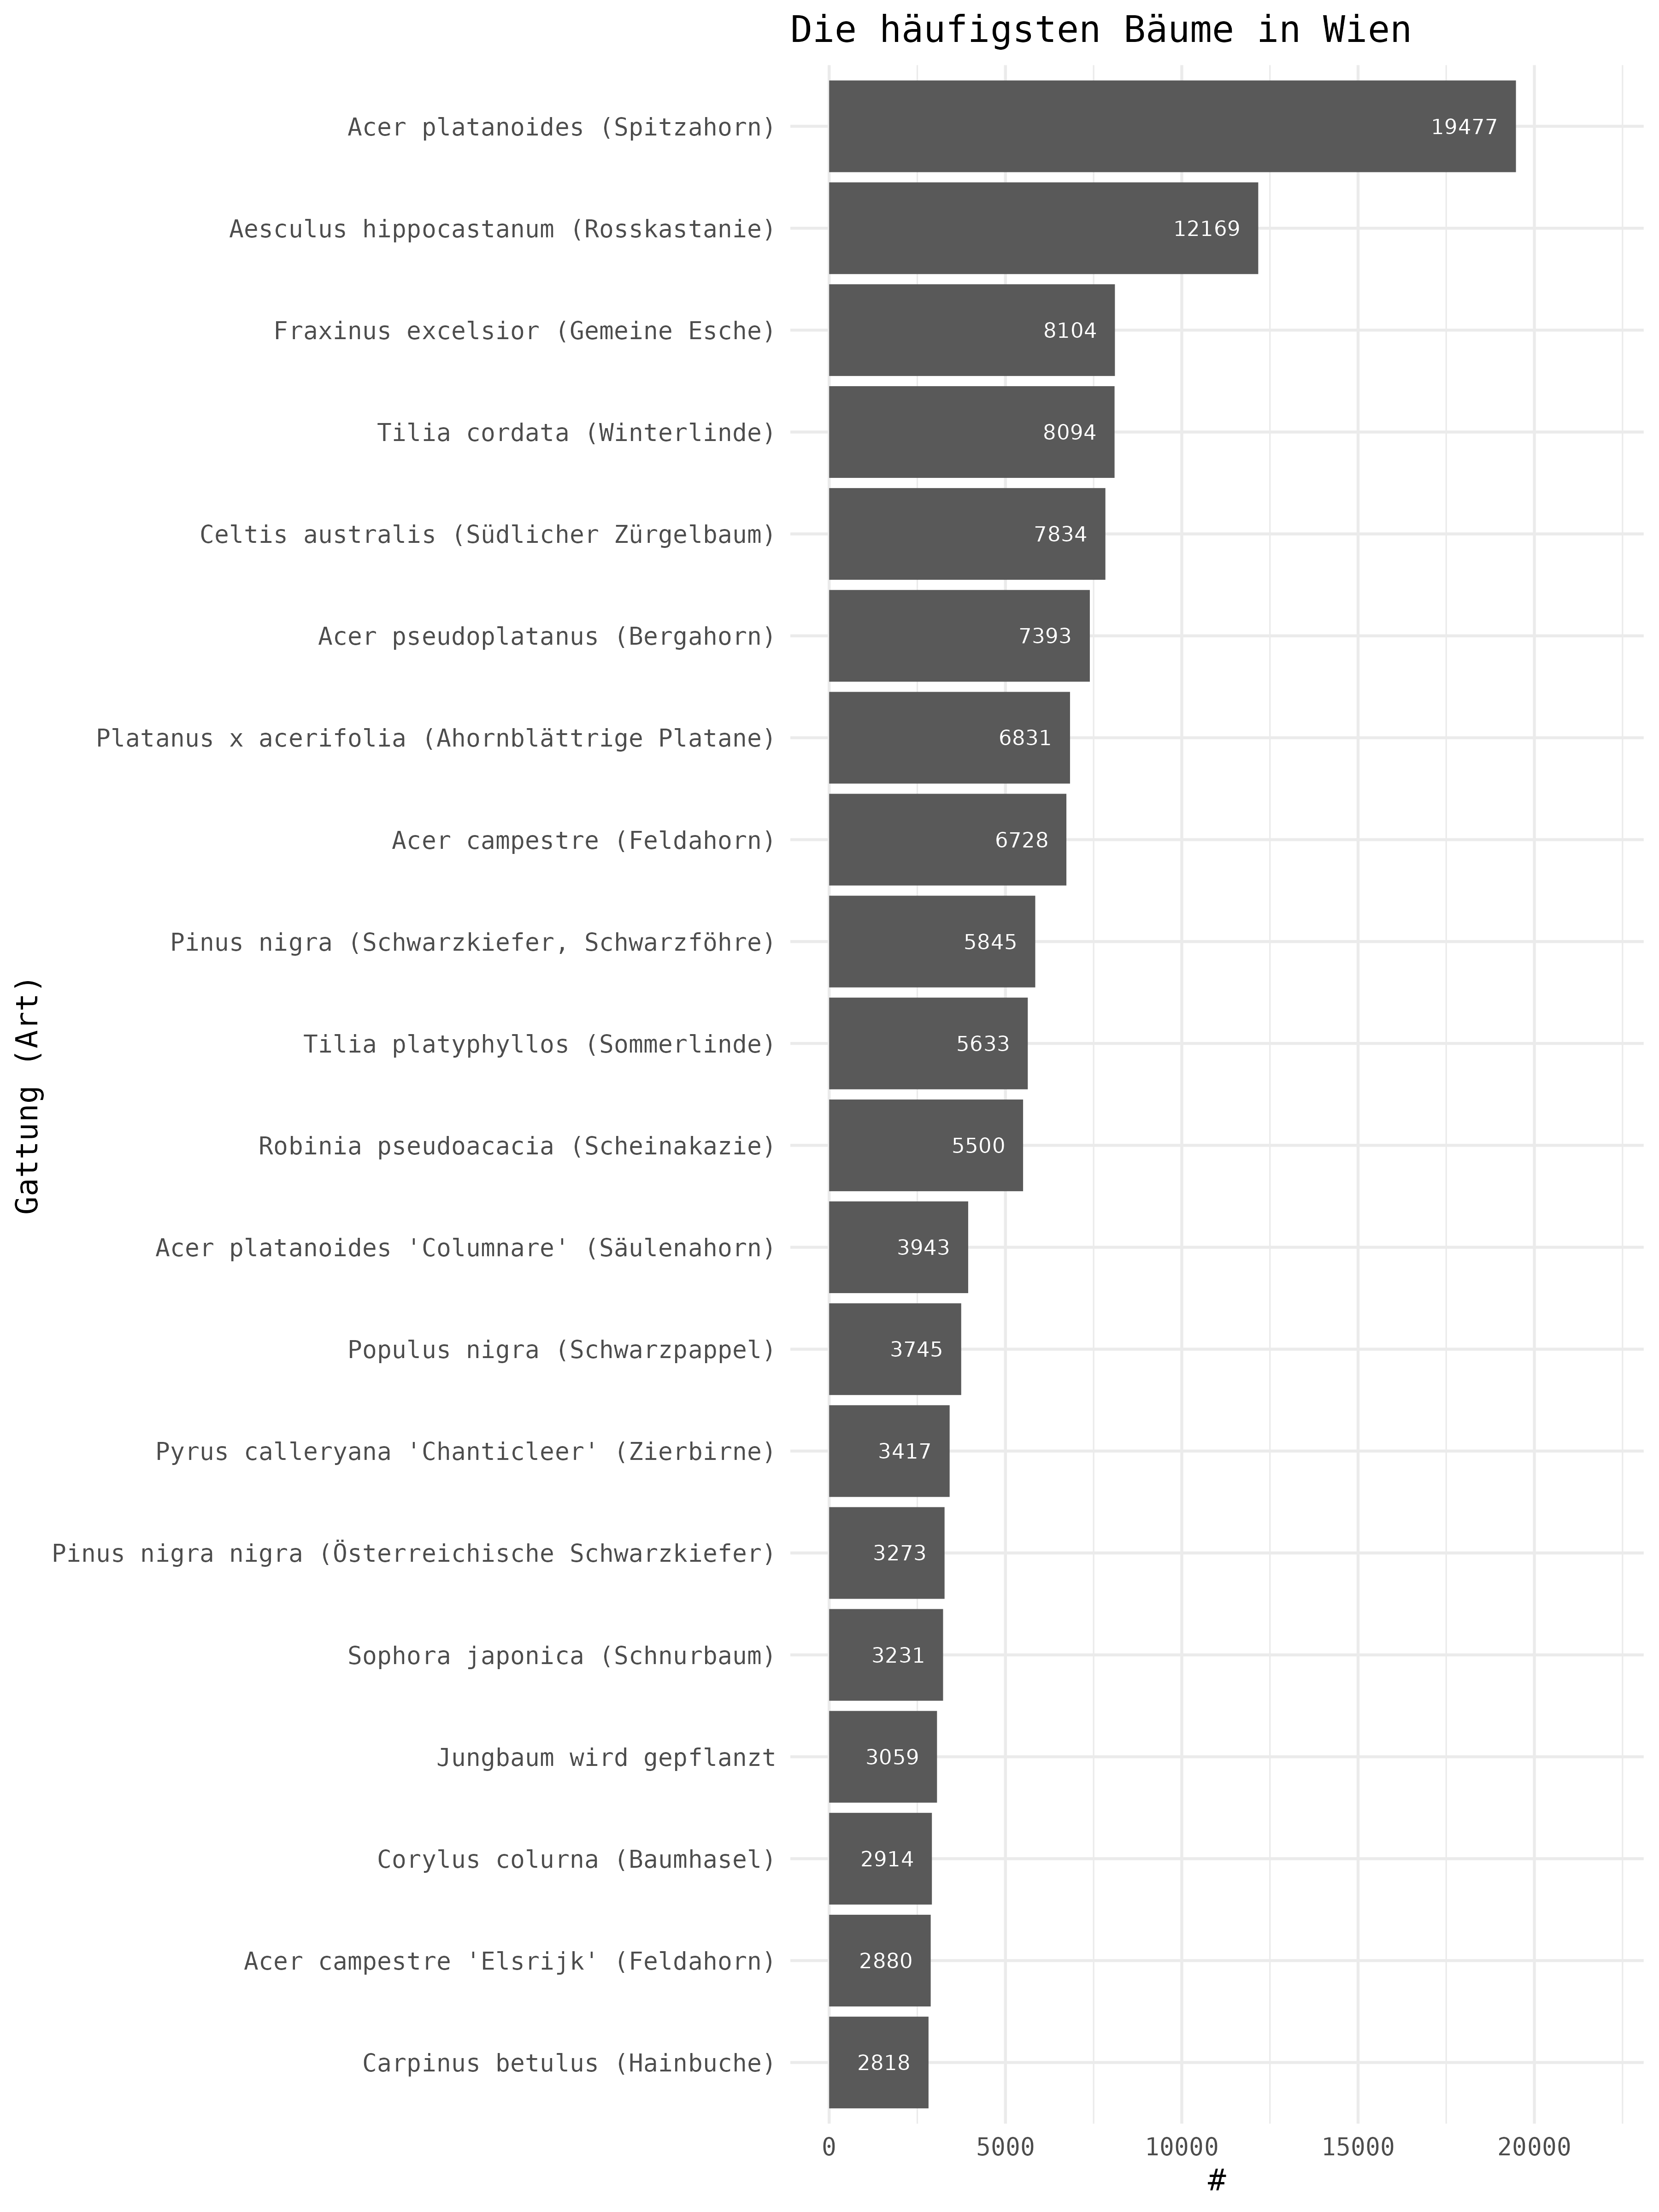 Die häufigsten Bäume in Wien
Gattung (Art)
Acer platanoides (Spitzahorn) 19477
Aesculus hippocastanum (Rosskastanie) 12169
Fraxinus excelsior (Gemeine Esche) 8104
Tilia cordata (Winterlinde) 8094
Celtis australis (Südlicher Zürgelbaum) 7834
Acer pseudoplatanus (Bergahorn) 7393
Platanus x acerifolia (Ahornblättrige Platane) 6831
Acer campestre (Feldahorn) 6728
Pinus nigra (Schwarzkiefer, Schwarzföhre) 5845
Tilia platyphyllos (Sommerlinde) 5633
Robinia pseudoacacia (Scheinakazie) 5500
Acer platanoides 'Columnare' (Säulenahorn) 3943
Populus nigra (Schwarzpappel) 3745
Pyrus calleryana 'Chanticleer' (Zierbirne) 3417
Pinus nigra nigra (Österreichische Schwarzkiefer) 3273
Sophora japonica (Schnurbaum) 3231
Jungbaum wird gepflanzt 3059
Corylus colurna (Baumhasel) 2914
Acer campestre 'Elsrijk' (Feldahorn) 2880
Carpinus betulus (Hainbuche) 2818
0 5000 10000 15000 20000
#